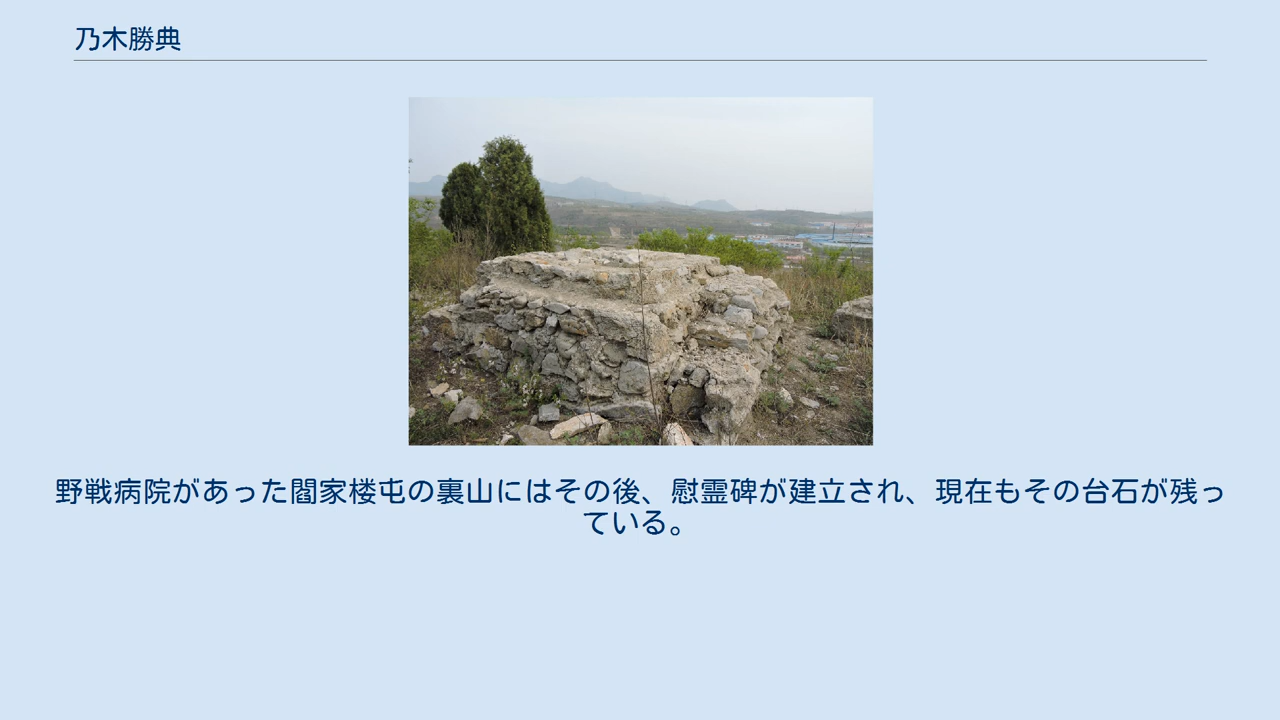 乃木勝典
野戦病院があった閻家楼屯の裏山にはその後、慰霊碑が建立され、現在もその台石が残っ
ている。